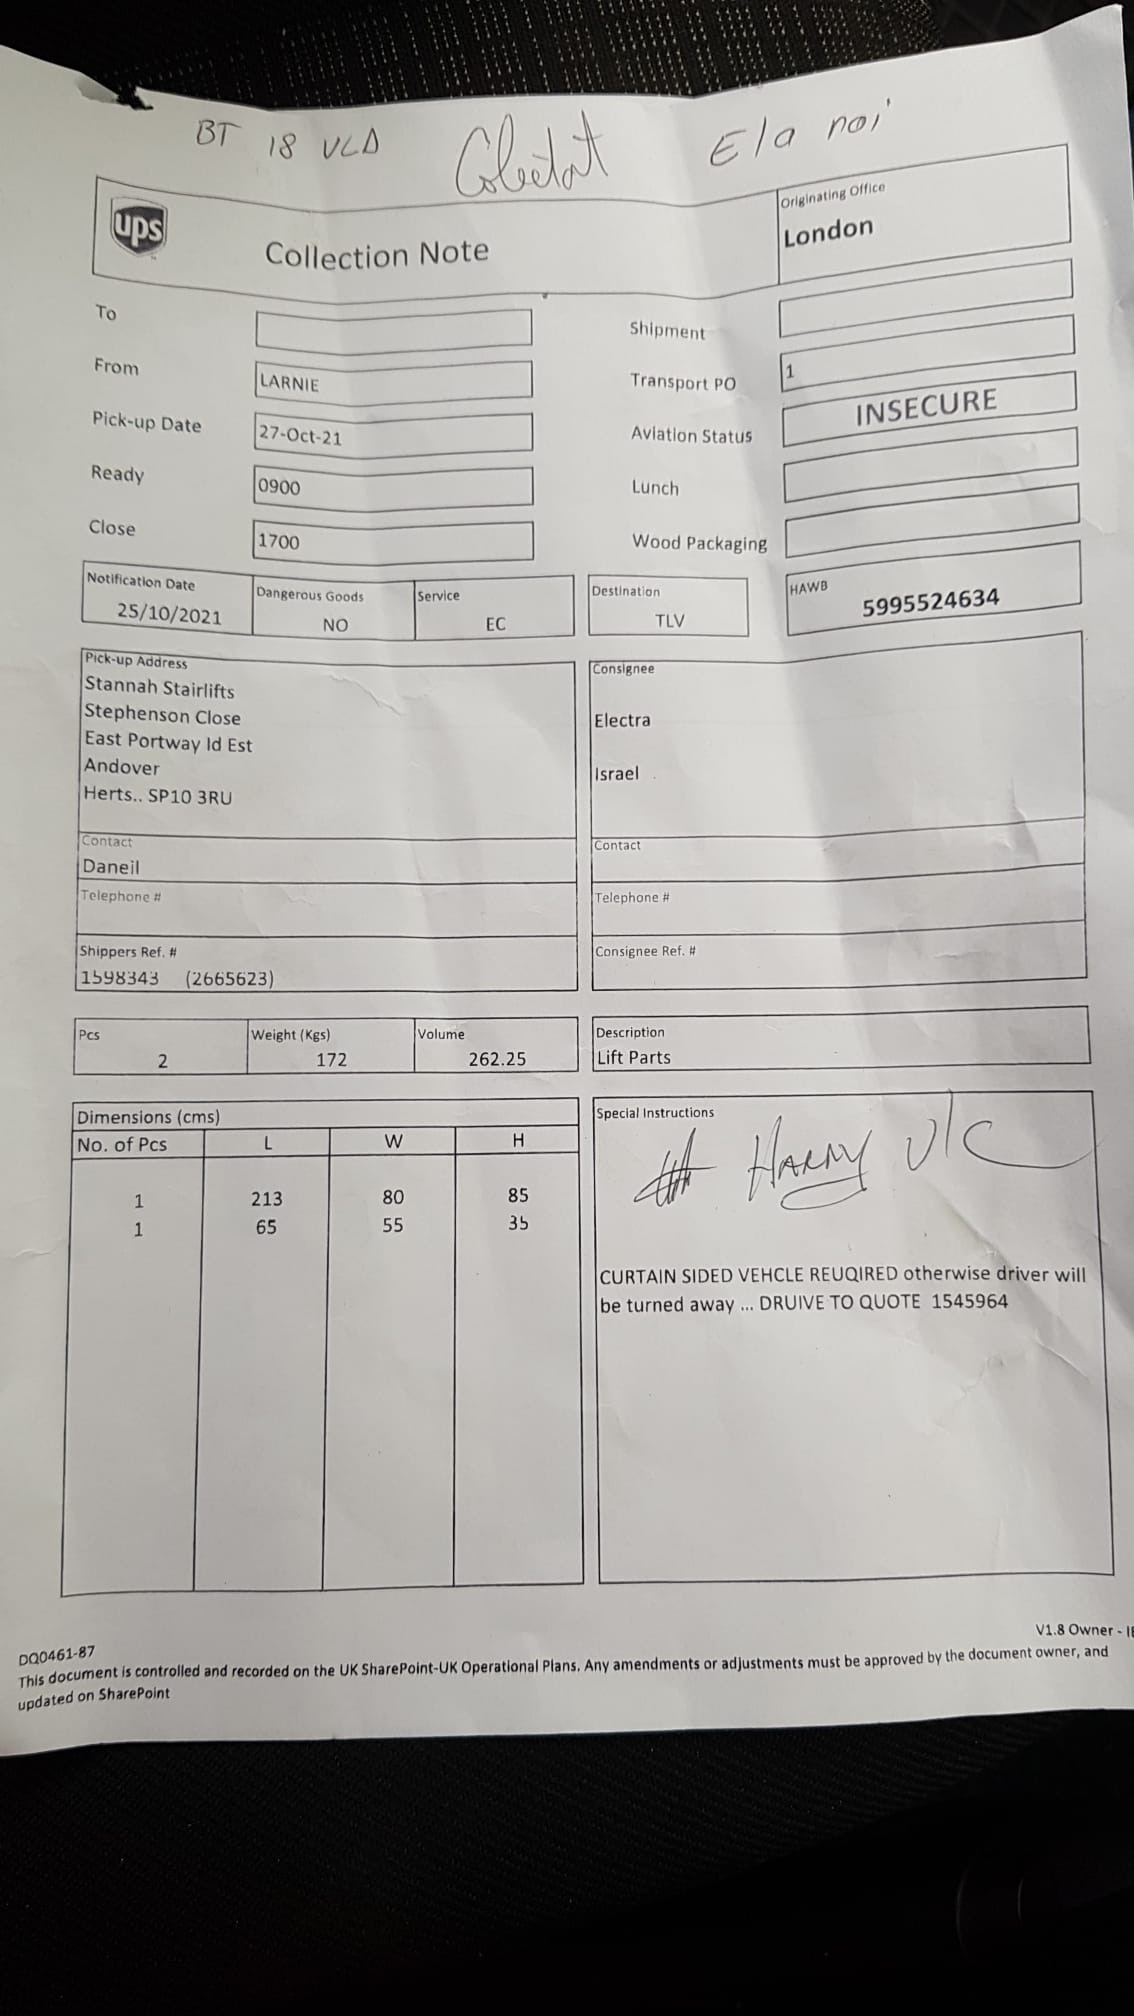 BT 18 VLD Colectat Ela noi
ups
Collection Note
Originating Office
London
To
Shipment
From LARNIE
Transport PO 1
Pick-up Date 27-Oct-21
Aviation Status INSECURE
Ready 0900
Lunch
Close 1700
Wood Packaging
Notification Date
25/10/2021
Dangerous Goods
NO
Service
EC
Destination
TLV
HAWB
5995524634
Pick-up Address
Stannah Stairlifts
Stephenson Close
East Portway Id Est
Andover
Herts.. SP10 3RU
Contact
Daneil
Telephone #
Shippers Ref. #
1598343 (2665623)
Consignee
Electra
Israel
Contact
Telephone #
Consignee Ref. #
Pcs
2
Weight (Kgs)
172
Volume
262.25
Description
Lift Parts
Dimensions (cms)
No. of Pcs L W H
1 213 80 85
1 65 55 35
Special Instructions
HARRY
CURTAIN SIDED VEHCLE REUQIRED otherwise driver will
be turned away ... DRUIVE TO QUOTE 1545964
V1.8 Owner -
DQ0461-87
This document is controlled and recorded on the UK SharePoint-UK Operational Plans. Any amendments or adjustments must be approved by the document owner, and
updated on SharePoint